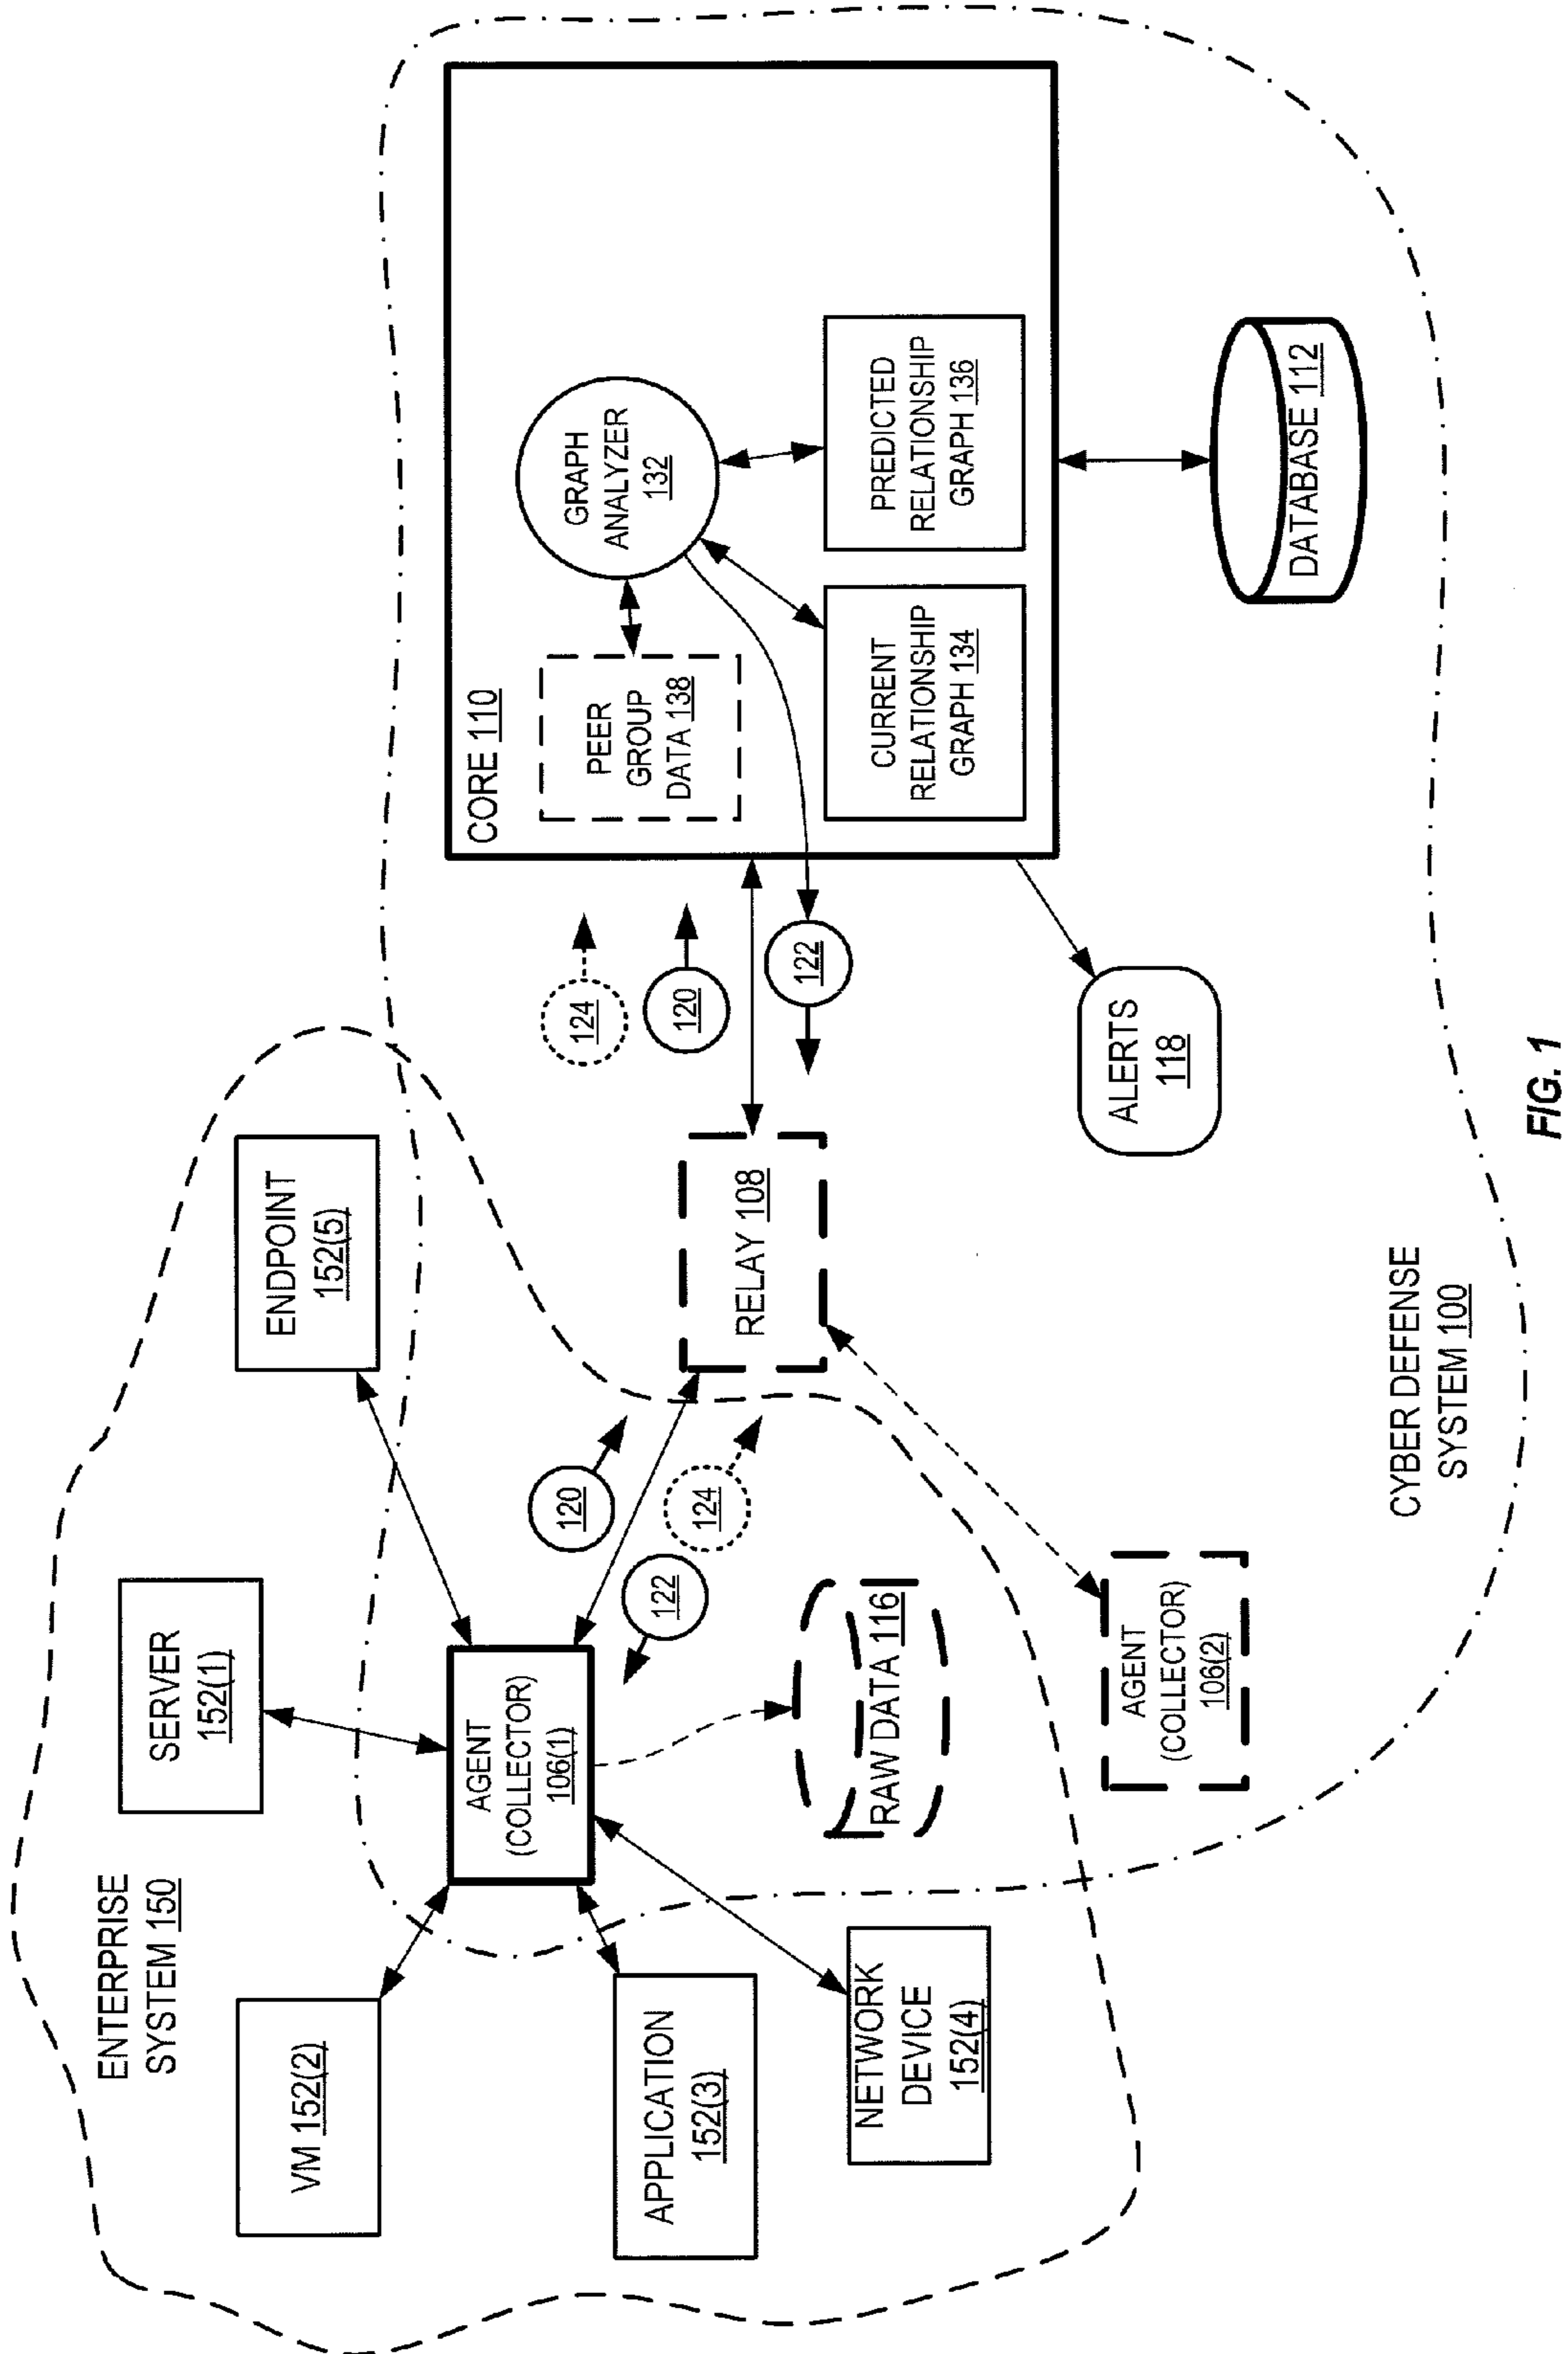 ENTERPRISE
SYSTEM 150
SERVER
152(1)
ENDPOINT
152(5)
VM 152(2)
AGENT
(COLLECTOR)
106(1)
120
122
124
APPLICATION
152(3)
NETWORK
DEVICE
152(4)
RAW DATA 116
RELAY 108
124
120
122
CORE 110
PEER
GROUP
DATA 138
GRAPH
ANALYZER
132
CURRENT
RELATIONSHIP
GRAPH 134
PREDICTED
RELATIONSHIP
GRAPH 136
AGENT
(COLLECTOR)
106(2)
ALERTS
118
DATABASE 112
CYBER DEFENSE
SYSTEM 100
FIG. 1